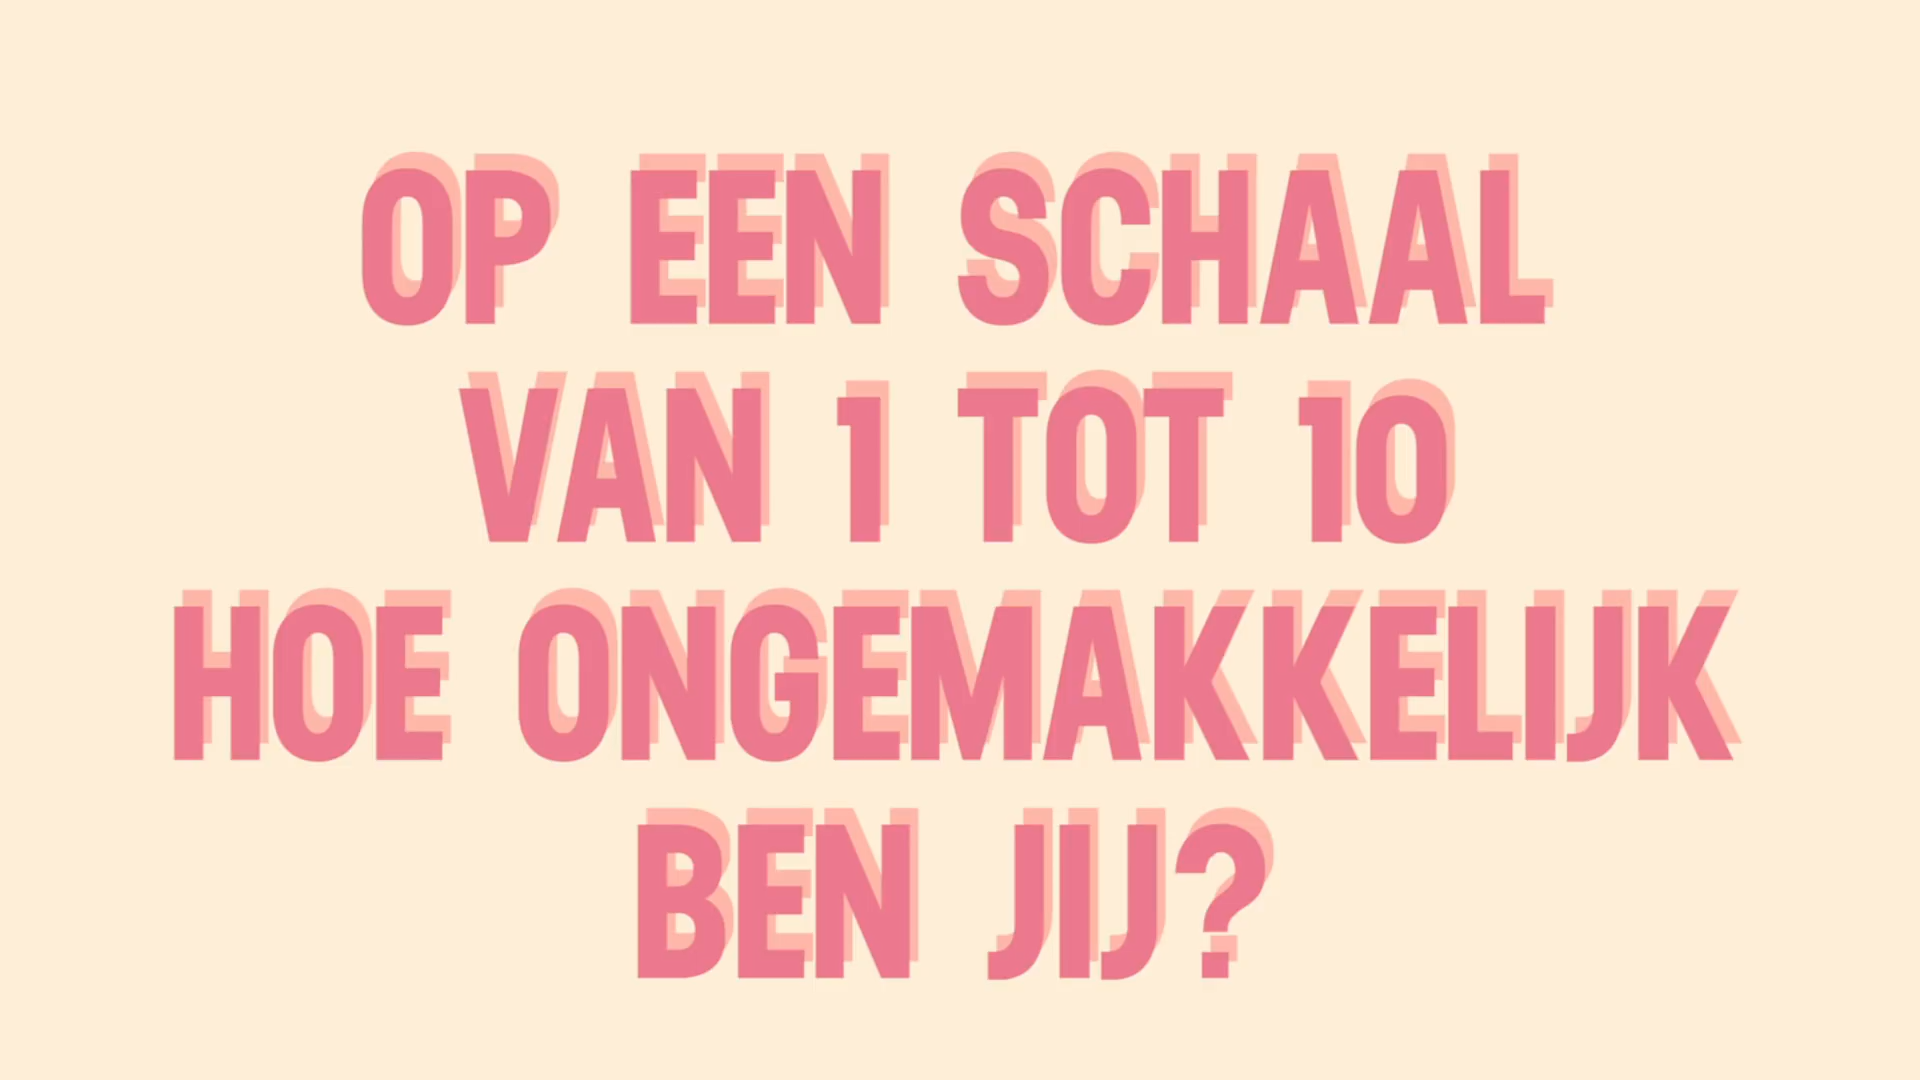 OP EEN SCHAAL
VAN 1 TOT 10
HOE ONGEMAKKELIJK
BEN JIJ?